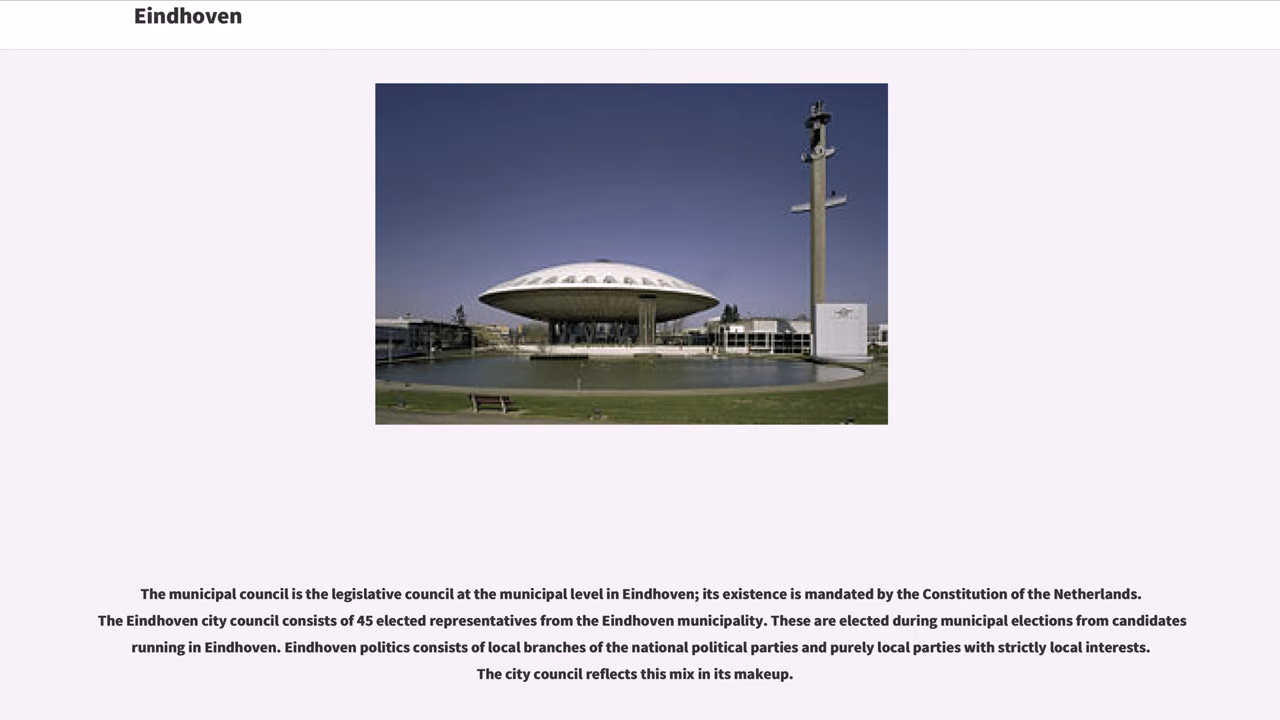 Eindhoven
The municipal council is the legislative council at the municipal level in Eindhoven; its existence is mandated by the Constitution of the Netherlands.
The Eindhoven city council consists of 45 elected representatives from the Eindhoven municipality. These are elected during municipal elections from candidates
running in Eindhoven. Eindhoven politics consists of local branches of the national political parties and purely local parties with strictly local interests.
The city council reflects this mix in its makeup.